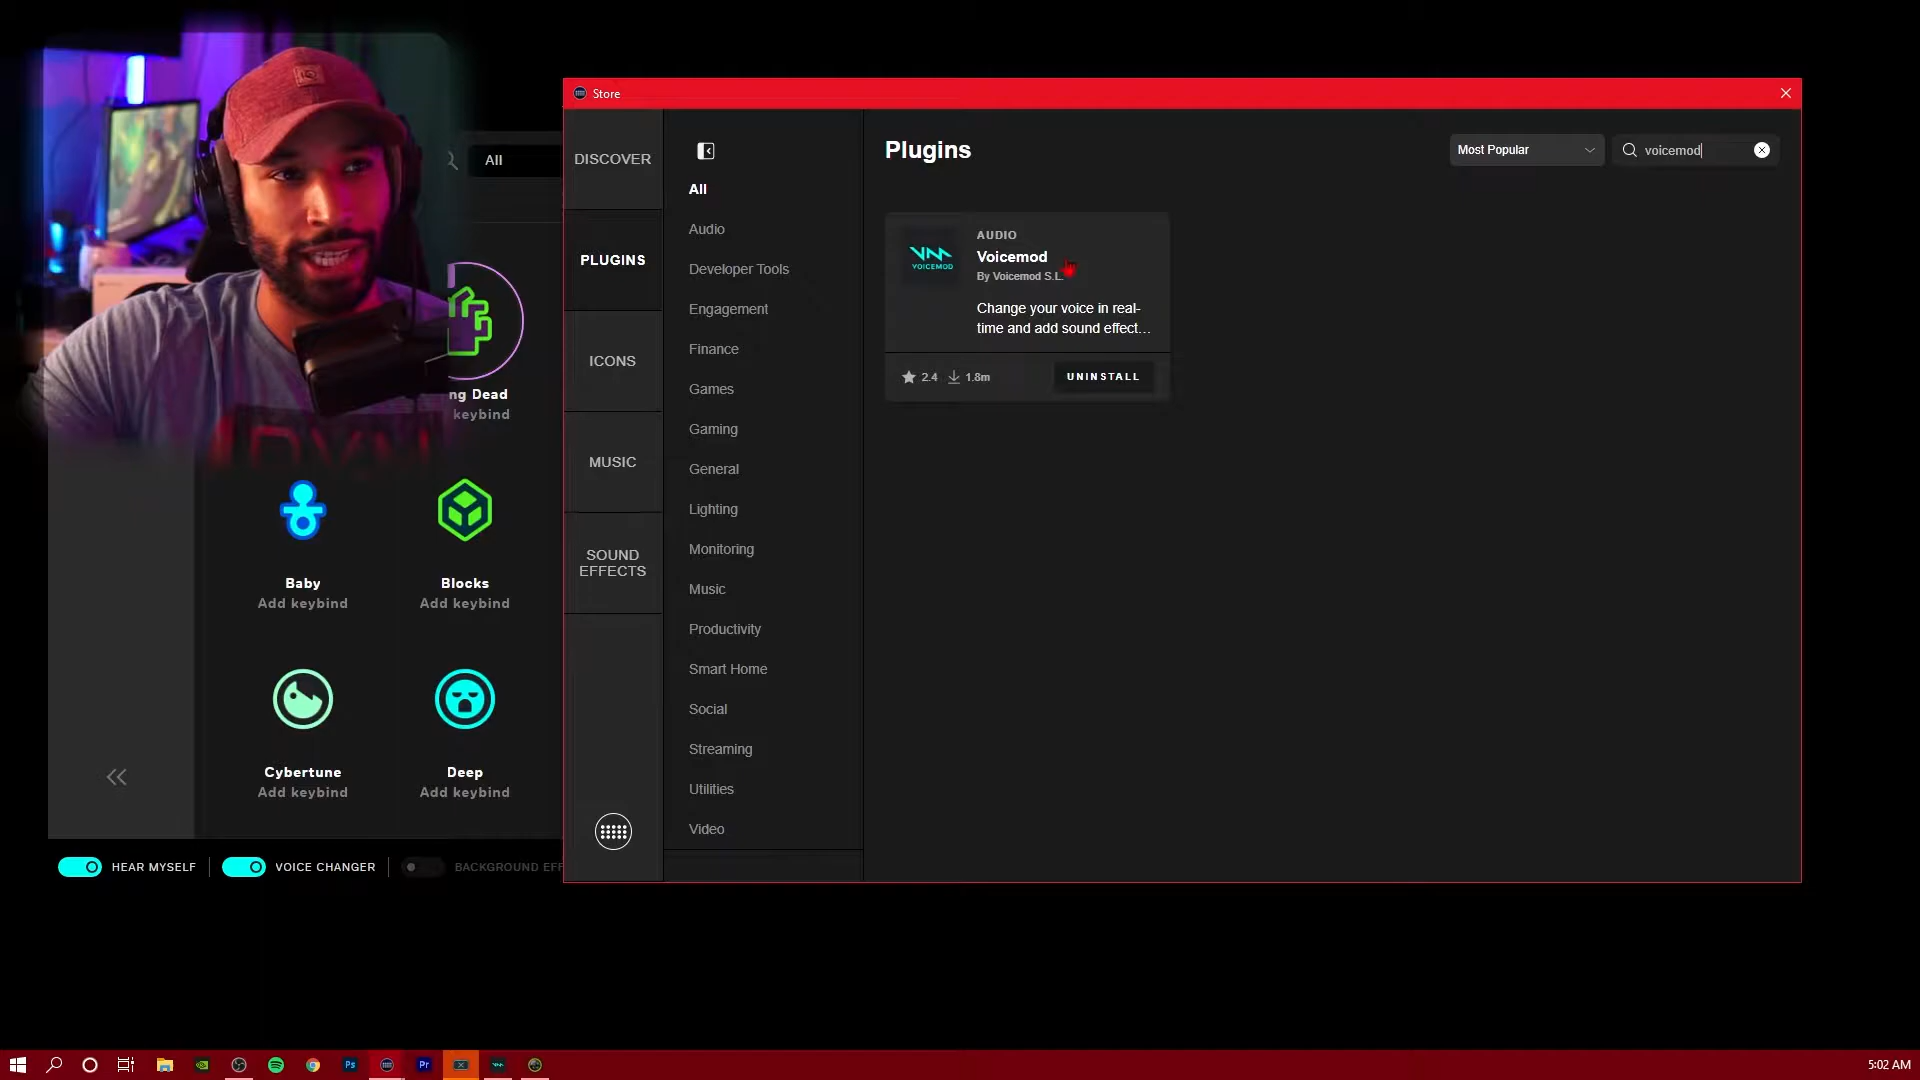 Store
DISCOVER
PLUGINS
ICONS
MUSIC
SOUND
EFFECTS
All
Audio
Developer Tools
Engagement
Finance
Games
Gaming
General
Lighting
Monitoring
Music
Productivity
Smart Home
Social
Streaming
Utilities
Video
Plugins
Most Popular
voicemod
VOICEMOD
AUDIO
Voicemod
By Voicemod S.L.
Change your voice in real-
time and add sound effect...
2.4
1.8m
UNINSTALL
All
ng Dead
keybind
Baby
Add keybind
Blocks
Add keybind
Cybertune
Add keybind
Deep
Add keybind
HEAR MYSELF
VOICE CHANGER
BACKGROUND EFF
Ps
Pr
5:02 AM